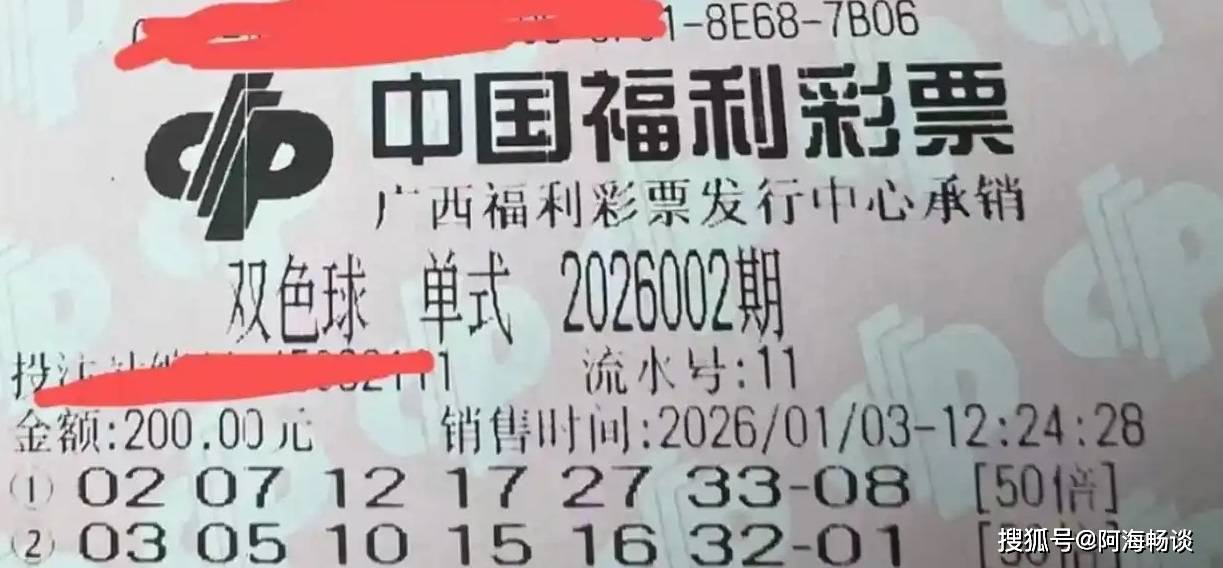 1-8E68-7B06
中国福利彩票
广西福利彩票发行中心承销
双色球 单式 2026002期
投注 1 流水号:11
金额:200.00元 销售时间:2026/01/03-12:24:28
(1) 02 07 12 17 27 33-08 [50倍]
(2) 03 05 10 15 16 32-01
搜狐号@阿海畅谈